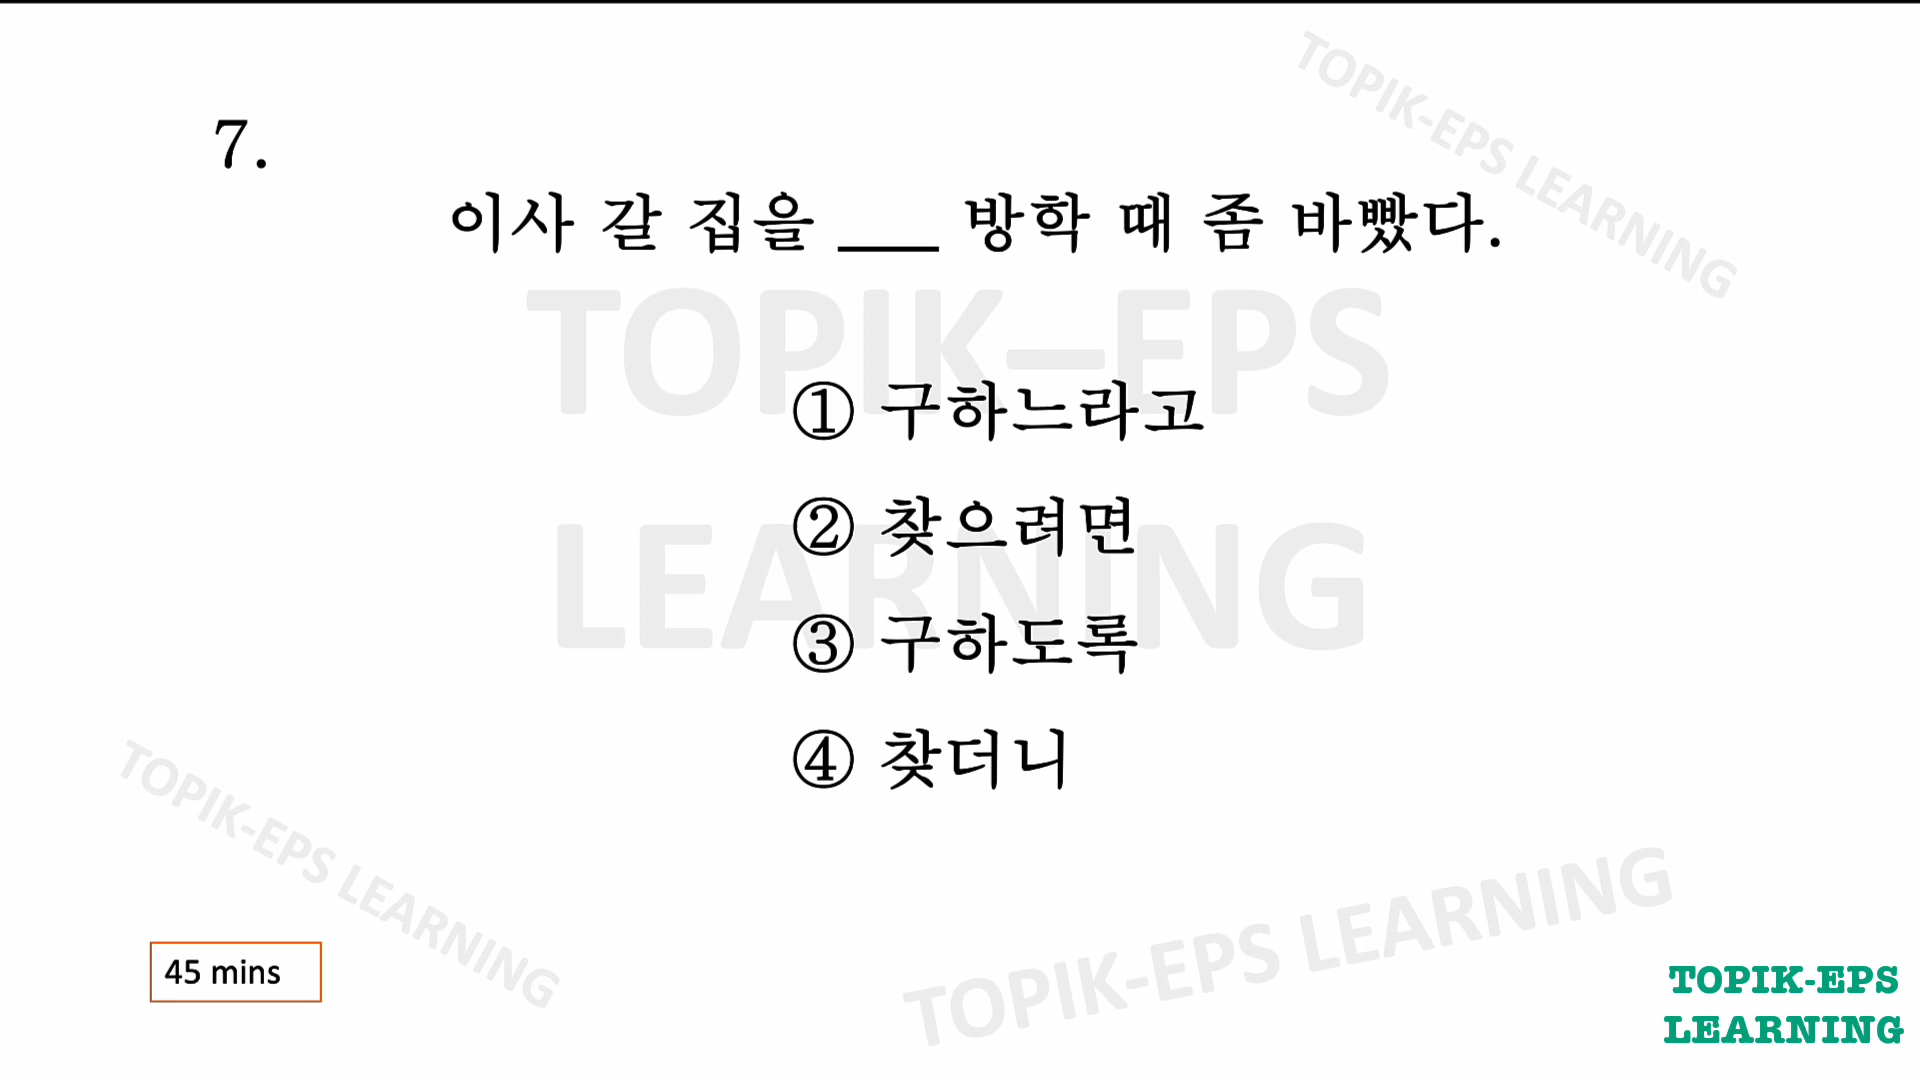 TOPIK-EPS LEARNING
7.
이사 갈 집을 ___ 방학 때 좀 바빴다.
TOPIK–EPS
① 구하느라고
② 찾으려면
LEARNING
③ 구하도록
④ 찾더니
TOPIK-EPS LEARNING
TOPIK-EPS LEARNING
45 mins
TOPIK-EPS
LEARNING